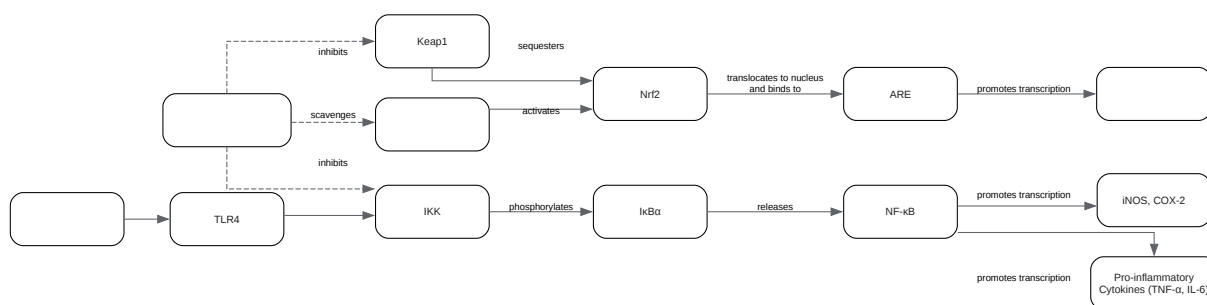 Keap1
sequesters
inhibits
translocates to nucleus
and binds to
Nrf2
ARE
promotes transcription
scavenges
activates
inhibits
TLR4
IKK
phosphorylates
IκBα
releases
NF-κB
promotes transcription
iNOS, COX-2
promotes transcription
Pro-inflammatory
Cytokines (TNF-α, IL-6)